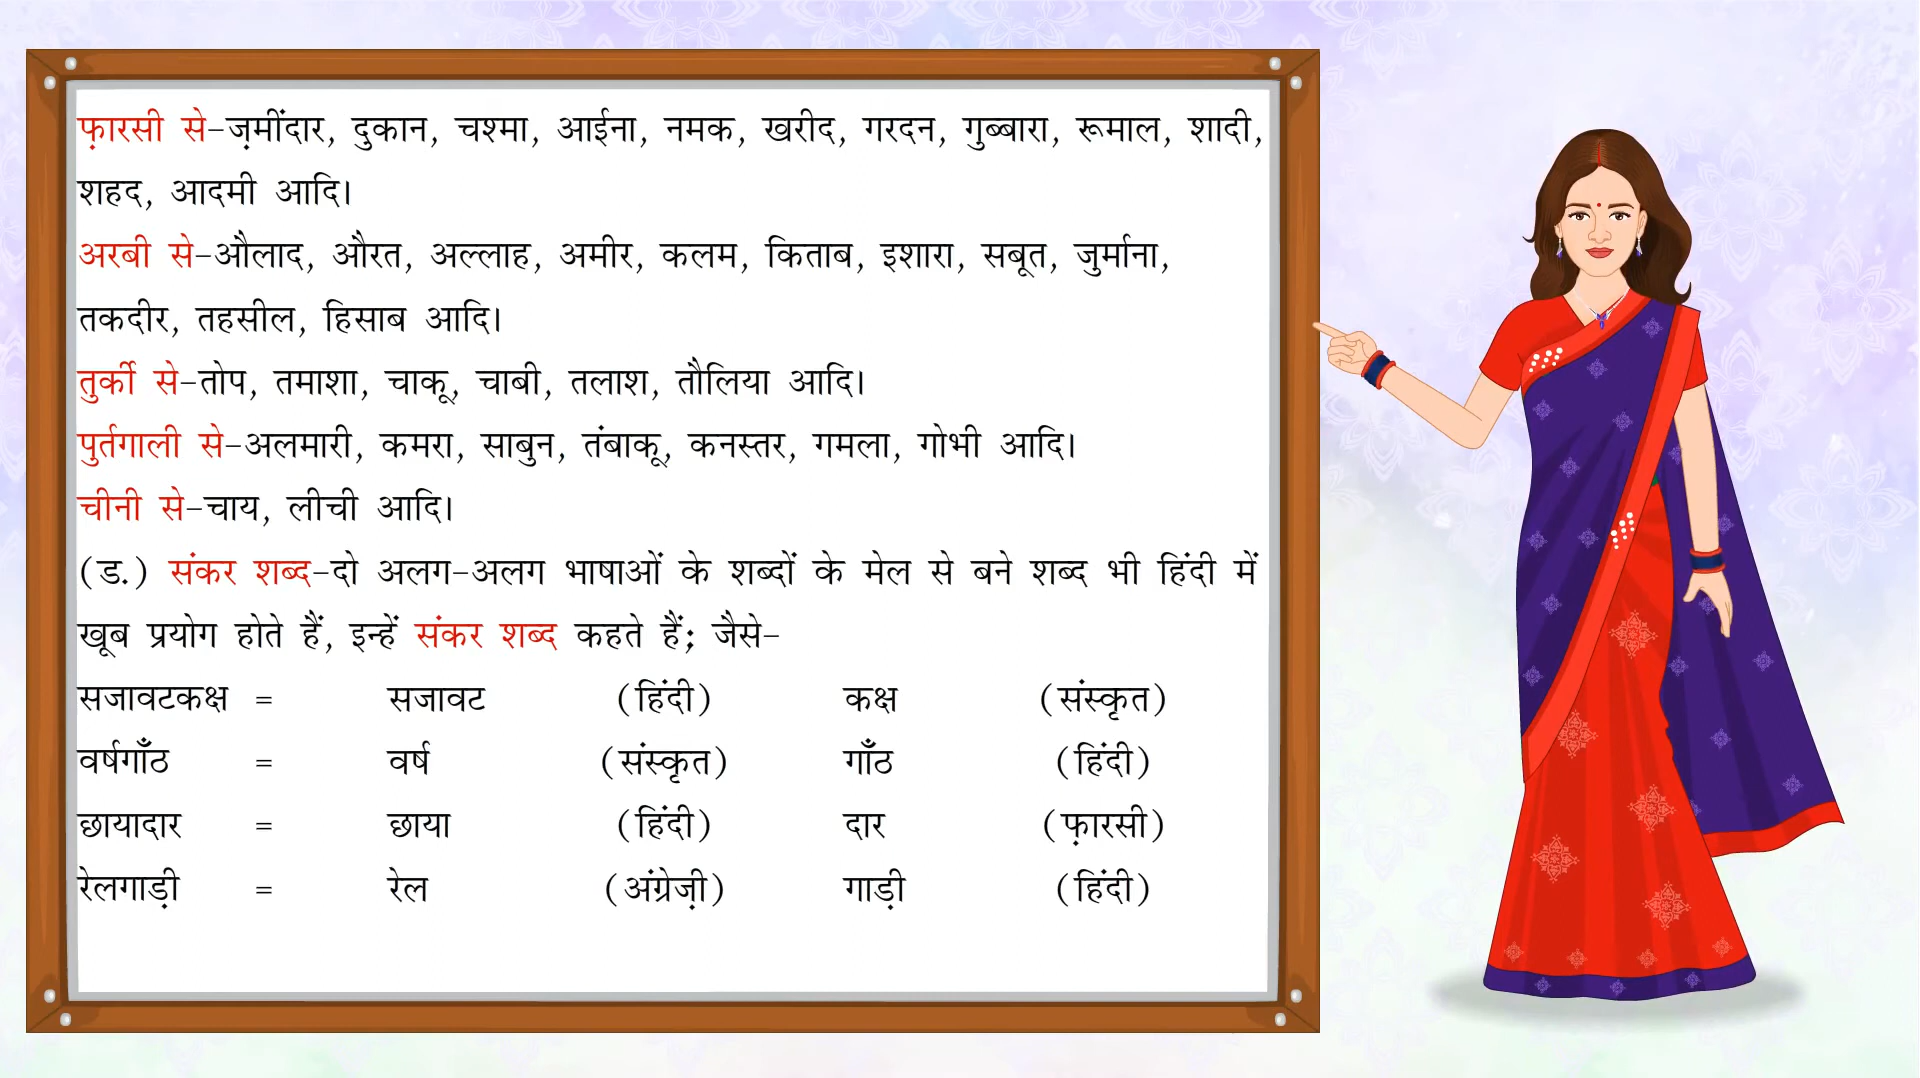 फ़ारसी से-ज़मींदार, दुकान, चश्मा, आईना, नमक, खरीद, गरदन, गुब्बारा, रूमाल, शादी,
शहद, आदमी आदि।
अरबी से-औलाद, औरत, अल्लाह, अमीर, कलम, किताब, इशारा, सबूत, जुर्माना,
तकदीर, तहसील, हिसाब आदि।
तुर्की से-तोप, तमाशा, चाकू, चाबी, तलाश, तौलिया आदि।
पुर्तगाली से-अलमारी, कमरा, साबुन, तंबाकू, कनस्तर, गमला, गोभी आदि।
चीनी से-चाय, लीची आदि।
(ड.) संकर शब्द-दो अलग-अलग भाषाओं के शब्दों के मेल से बने शब्द भी हिंदी में
खूब प्रयोग होते हैं, इन्हें संकर शब्द कहते हैं; जैसे-
सजावटकक्ष = सजावट (हिंदी) कक्ष (संस्कृत)
वर्षगाँठ = वर्ष (संस्कृत) गाँठ (हिंदी)
छायादार = छाया (हिंदी) दार (फ़ारसी)
रेलगाड़ी = रेल (अंग्रेज़ी) गाड़ी (हिंदी)